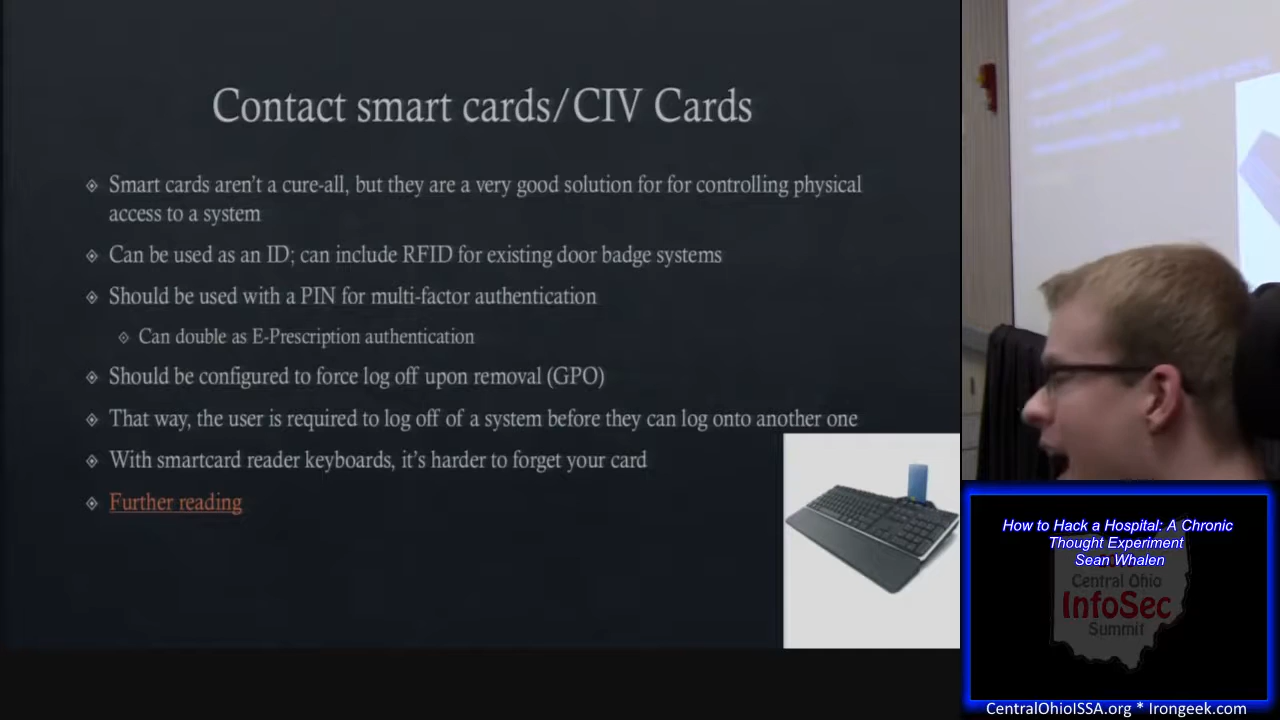 Contact smart cards/CIV Cards
Smart cards aren't a cure-all, but they are a very good solution for for controlling physical
access to a system
Can be used as an ID; can include RFID for existing door badge systems
Should be used with a PIN for multi-factor authentication
Can double as E-Prescription authentication
Should be configured to force log off upon removal (GPO)
That way, the user is required to log off of a system before they can log onto another one
With smartcard reader keyboards, it's harder to forget your card
Further reading
How to Hack a Hospital: A Chronic
Thought Experiment
Sean Whalen
Central Ohio
InfoSec
Summit
CentralOhioISSA.org * Irongeek.com